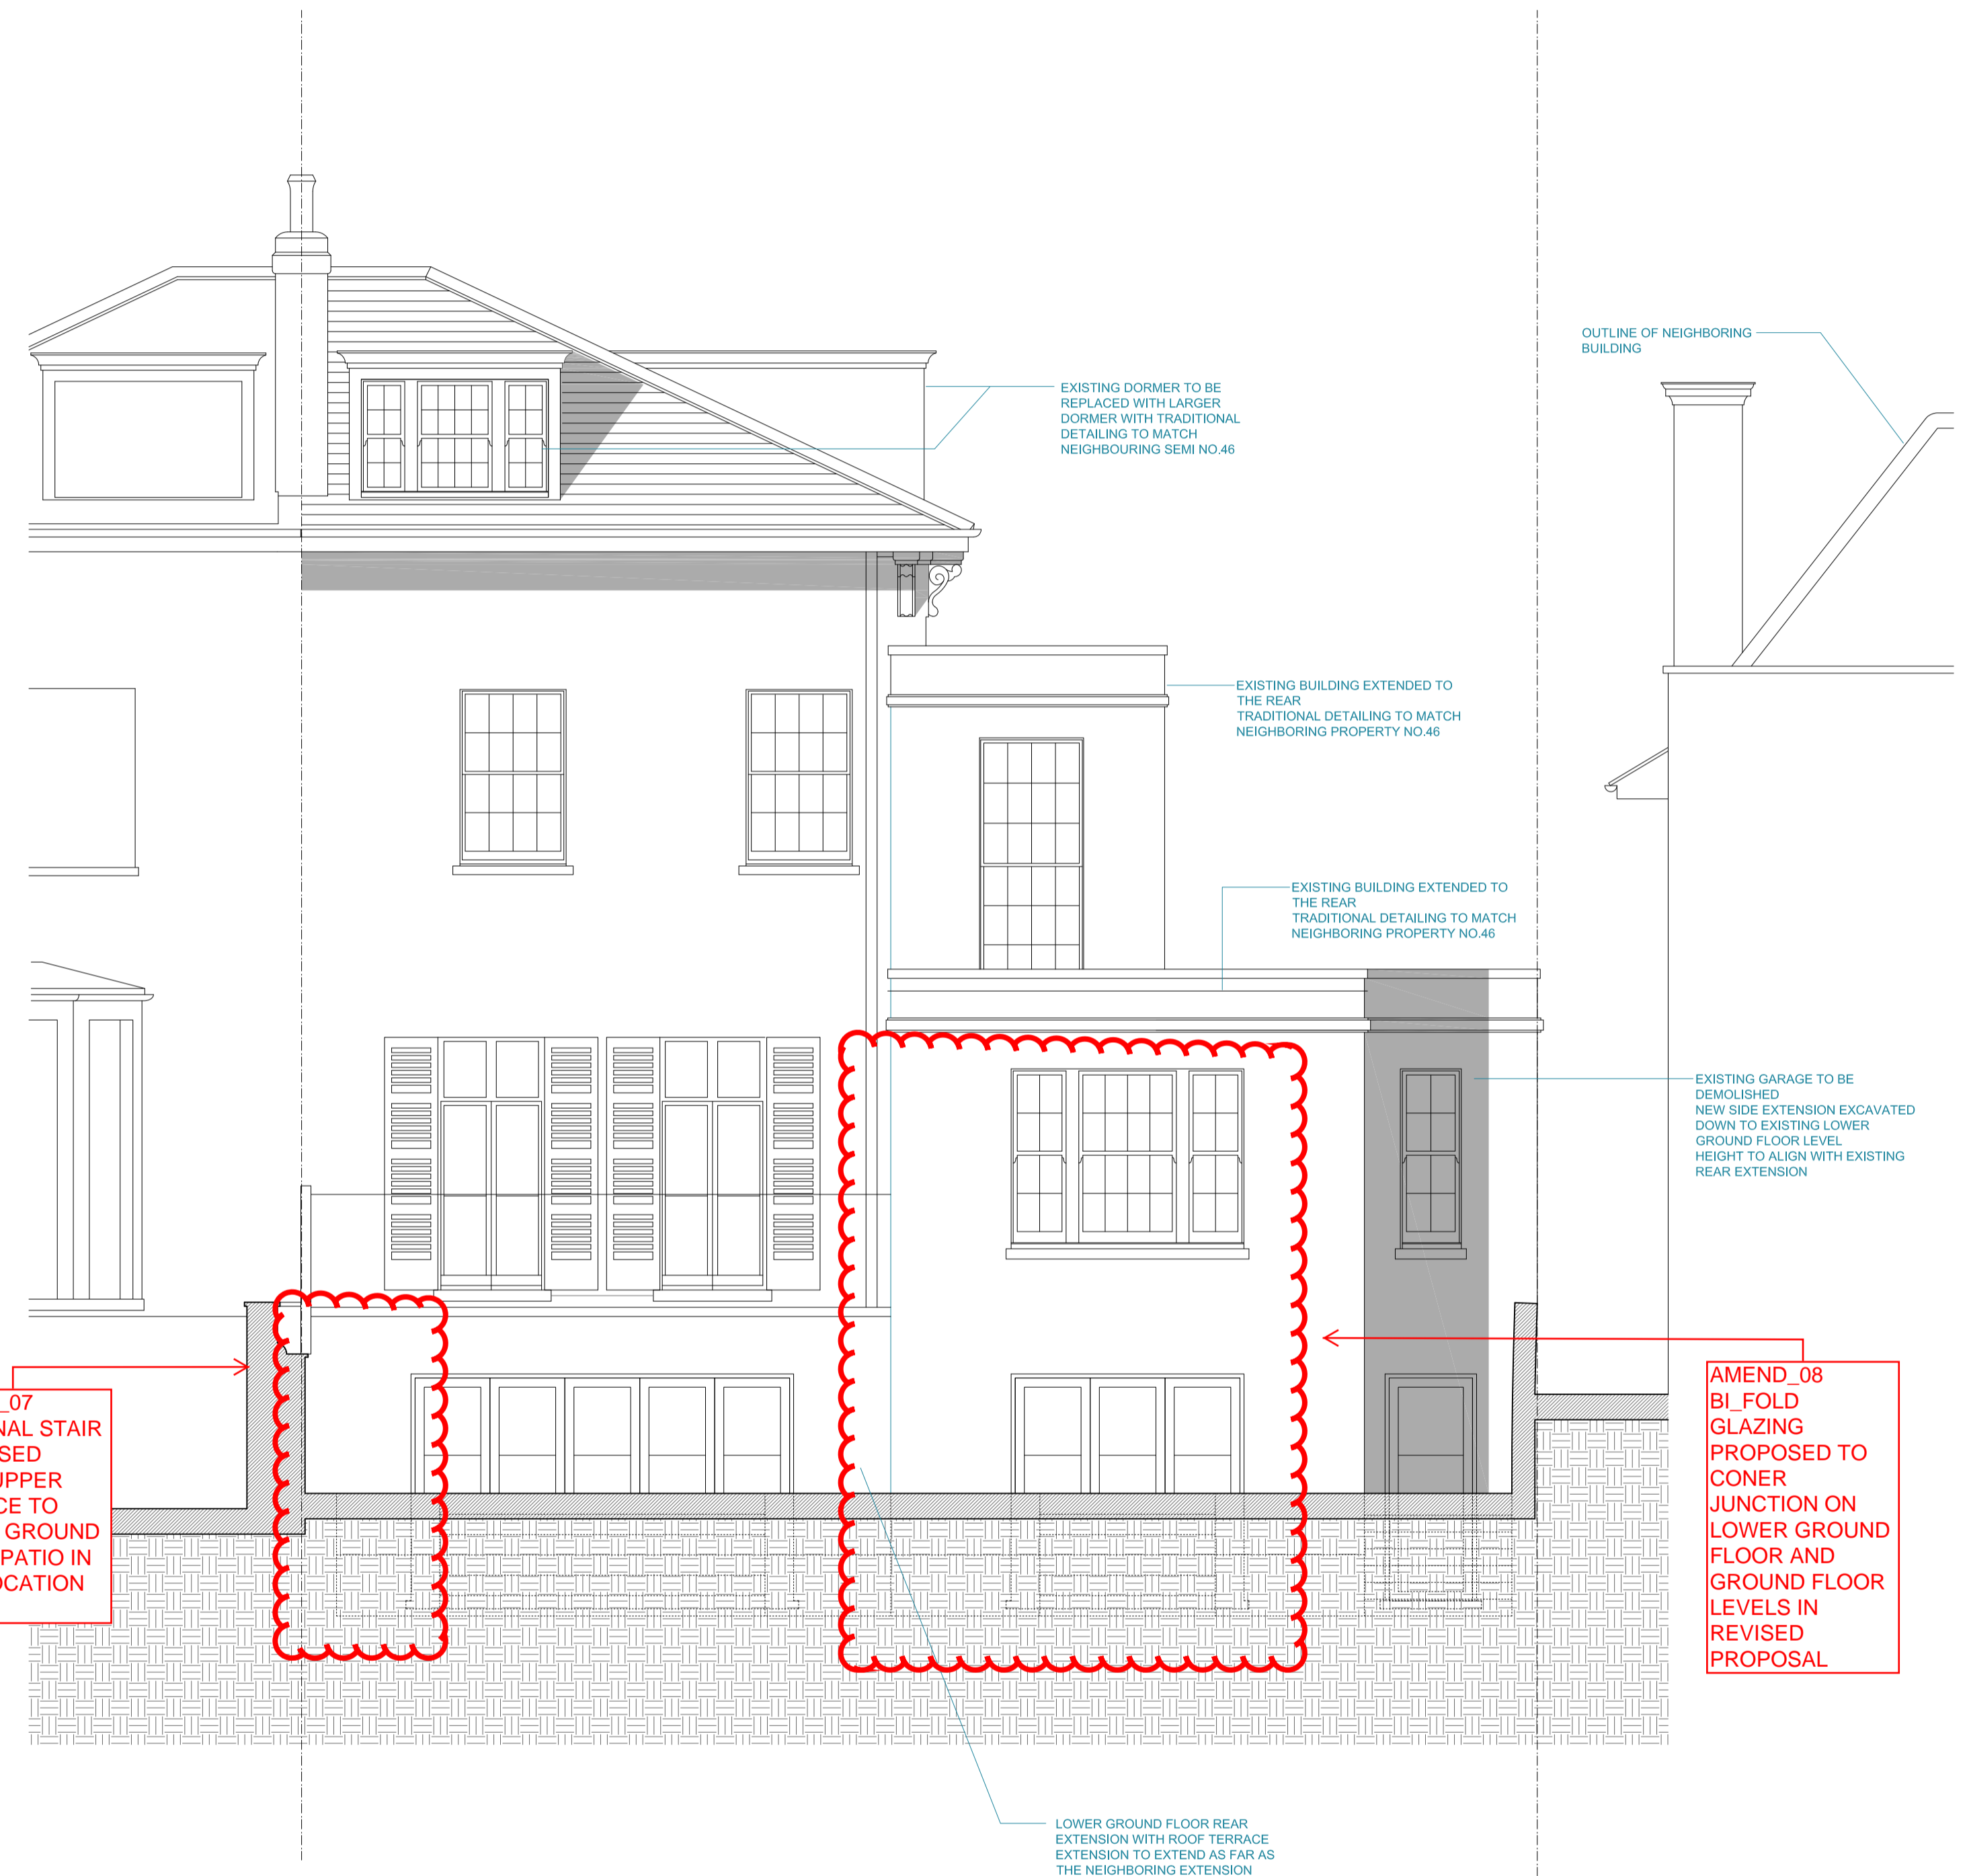 OUTLINE OF NEIGHBORING
BUILDING
EXISTING DORMER TO BE
REPLACED WITH LARGER
DORMER WITH TRADITIONAL
DETAILING TO MATCH
NEIGHBOURING SEMI NO.46
EXISTING BUILDING EXTENDED TO
THE REAR
TRADITIONAL DETAILING TO MATCH
NEIGHBORING PROPERTY NO.46
EXISTING BUILDING EXTENDED TO
THE REAR
TRADITIONAL DETAILING TO MATCH
NEIGHBORING PROPERTY NO.46
EXISTING GARAGE TO BE
DEMOLISHED
NEW SIDE EXTENSION EXCAVATED
DOWN TO EXISTING LOWER
GROUND FLOOR LEVEL
HEIGHT TO ALIGN WITH EXISTING
REAR EXTENSION
_07
NAL STAIR
SED
UPPER
CE TO
GROUND
PATIO IN
OCATION
AMEND_08
BI_FOLD
GLAZING
PROPOSED TO
CONER
JUNCTION ON
LOWER GROUND
FLOOR AND
GROUND FLOOR
LEVELS IN
REVISED
PROPOSAL
LOWER GROUND FLOOR REAR
EXTENSION WITH ROOF TERRACE
EXTENSION TO EXTEND AS FAR AS
THE NEIGHBORING EXTENSION